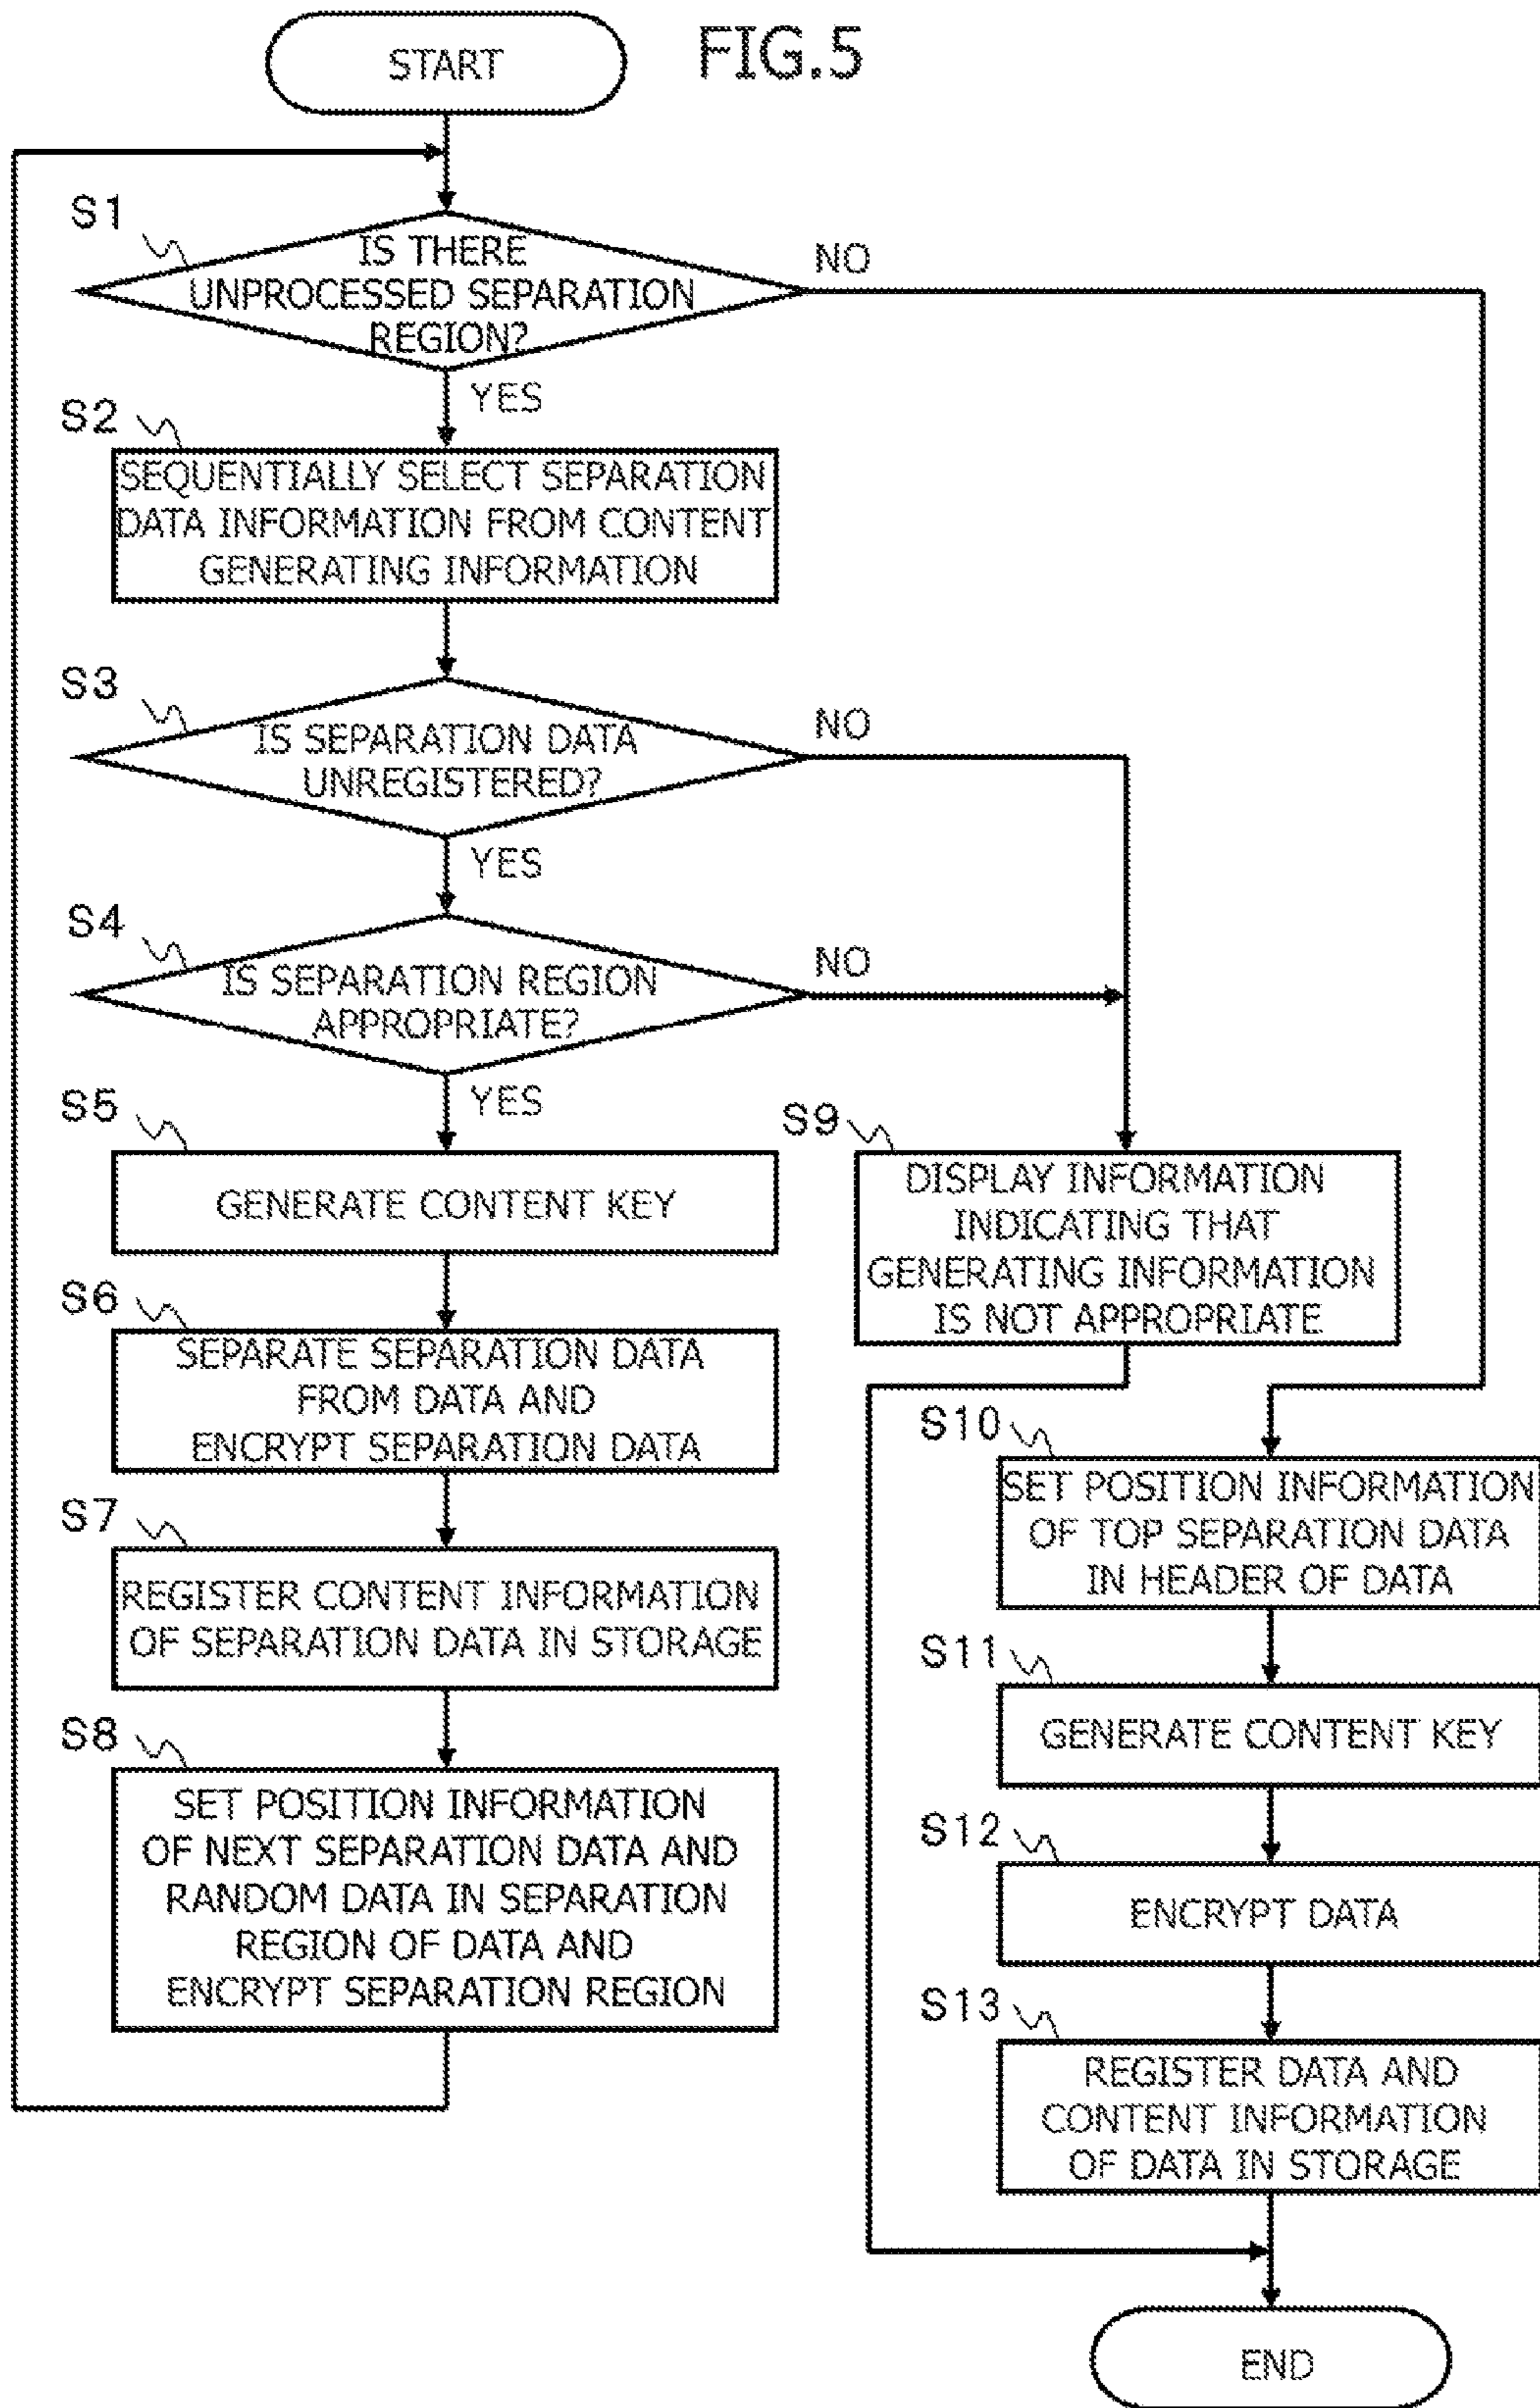 FIG.5
START
S1
IS THERE
UNPROCESSED SEPARATION
REGION?
NO
YES
S2
SEQUENTIALLY SELECT SEPARATION
DATA INFORMATION FROM CONTENT
GENERATING INFORMATION
S3
IS SEPARATION DATA
UNREGISTERED?
NO
YES
S4
IS SEPARATION REGION
APPROPRIATE?
NO
YES
S5
GENERATE CONTENT KEY
S6
SEPARATE SEPARATION DATA
FROM DATA AND
ENCRYPT SEPARATION DATA
S7
REGISTER CONTENT INFORMATION
OF SEPARATION DATA IN STORAGE
S8
SET POSITION INFORMATION
OF NEXT SEPARATION DATA AND
RANDOM DATA IN SEPARATION
REGION OF DATA AND
ENCRYPT SEPARATION REGION
S9
DISPLAY INFORMATION
INDICATING THAT
GENERATING INFORMATION
IS NOT APPROPRIATE
S10
SET POSITION INFORMATION
OF TOP SEPARATION DATA
IN HEADER OF DATA
S11
GENERATE CONTENT KEY
S12
ENCRYPT DATA
S13
REGISTER DATA AND
CONTENT INFORMATION
OF DATA IN STORAGE
END